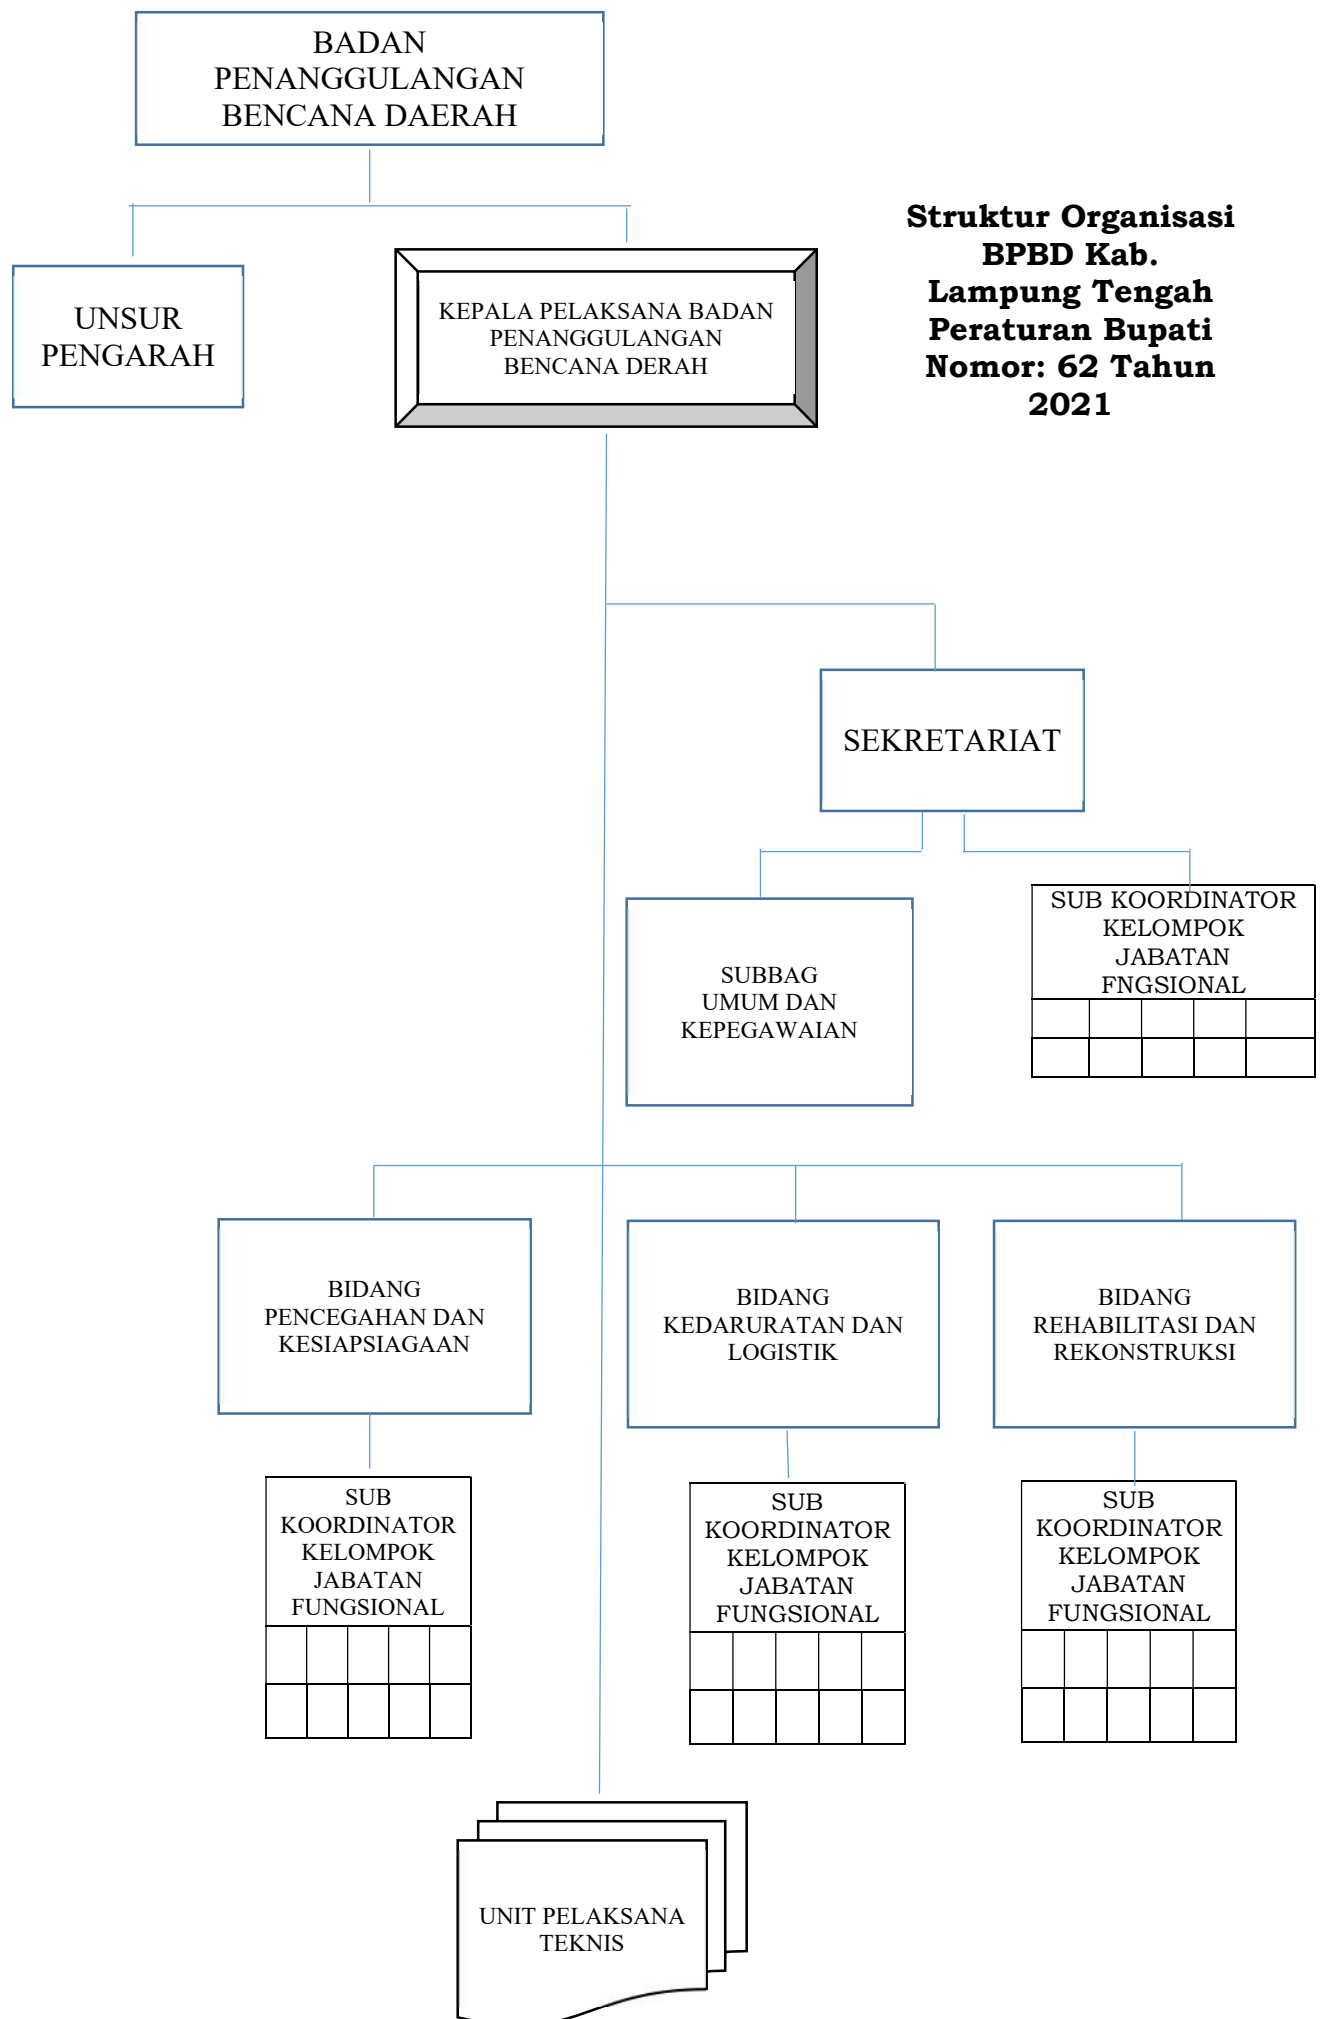 BADAN
PENANGGULANGAN
BENCANA DAERAH
Struktur Organisasi
BPBD Kab.
Lampung Tengah
Peraturan Bupati
Nomor: 62 Tahun
2021
UNSUR
PENGARAH
KEPALA PELAKSANA BADAN
PENANGGULANGAN
BENCANA DERAH
SEKRETARIAT
SUBBAG
UMUM DAN
KEPEGAWAIAN
SUB KOORDINATOR
KELOMPOK
JABATAN
FNGSIONAL
BIDANG
PENCEGAHAN DAN
KESIAPSIAGAAN
BIDANG
KEDARURATAN DAN
LOGISTIK
BIDANG
REHABILITASI DAN
REKONSTRUKSI
SUB
KOORDINATOR
KELOMPOK
JABATAN
FUNGSIONAL
SUB
KOORDINATOR
KELOMPOK
JABATAN
FUNGSIONAL
SUB
KOORDINATOR
KELOMPOK
JABATAN
FUNGSIONAL
UNIT PELAKSANA
TEKNIS